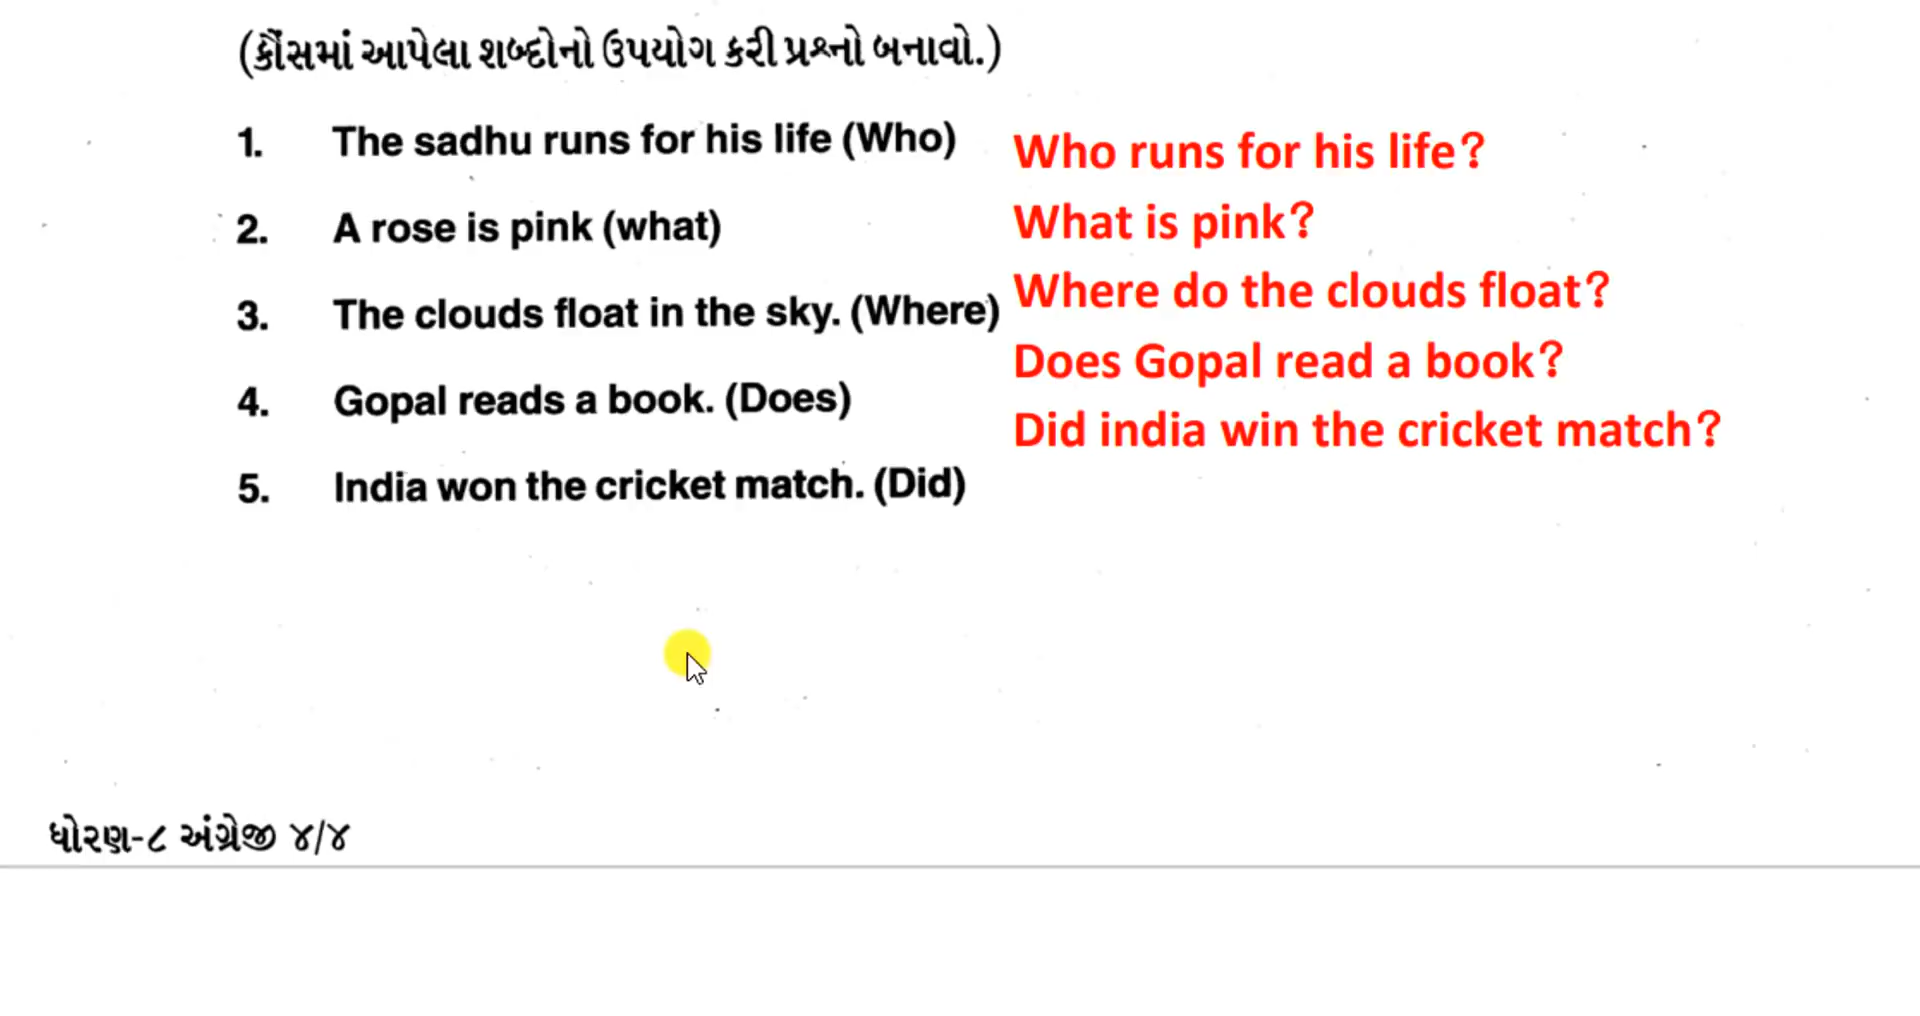 (કૌંસમાં આપેલા શબ્દોનો ઉપયોગ કરી પ્રશ્નો બનાવો.)
1. The sadhu runs for his life (Who)
Who runs for his life?
2. A rose is pink (what)
What is pink?
3. The clouds float in the sky. (Where)
Where do the clouds float?
4. Gopal reads a book. (Does)
Does Gopal read a book?
5. India won the cricket match. (Did)
Did india win the cricket match?
ધોરણ-૮ અંગ્રેજી ૪/૪